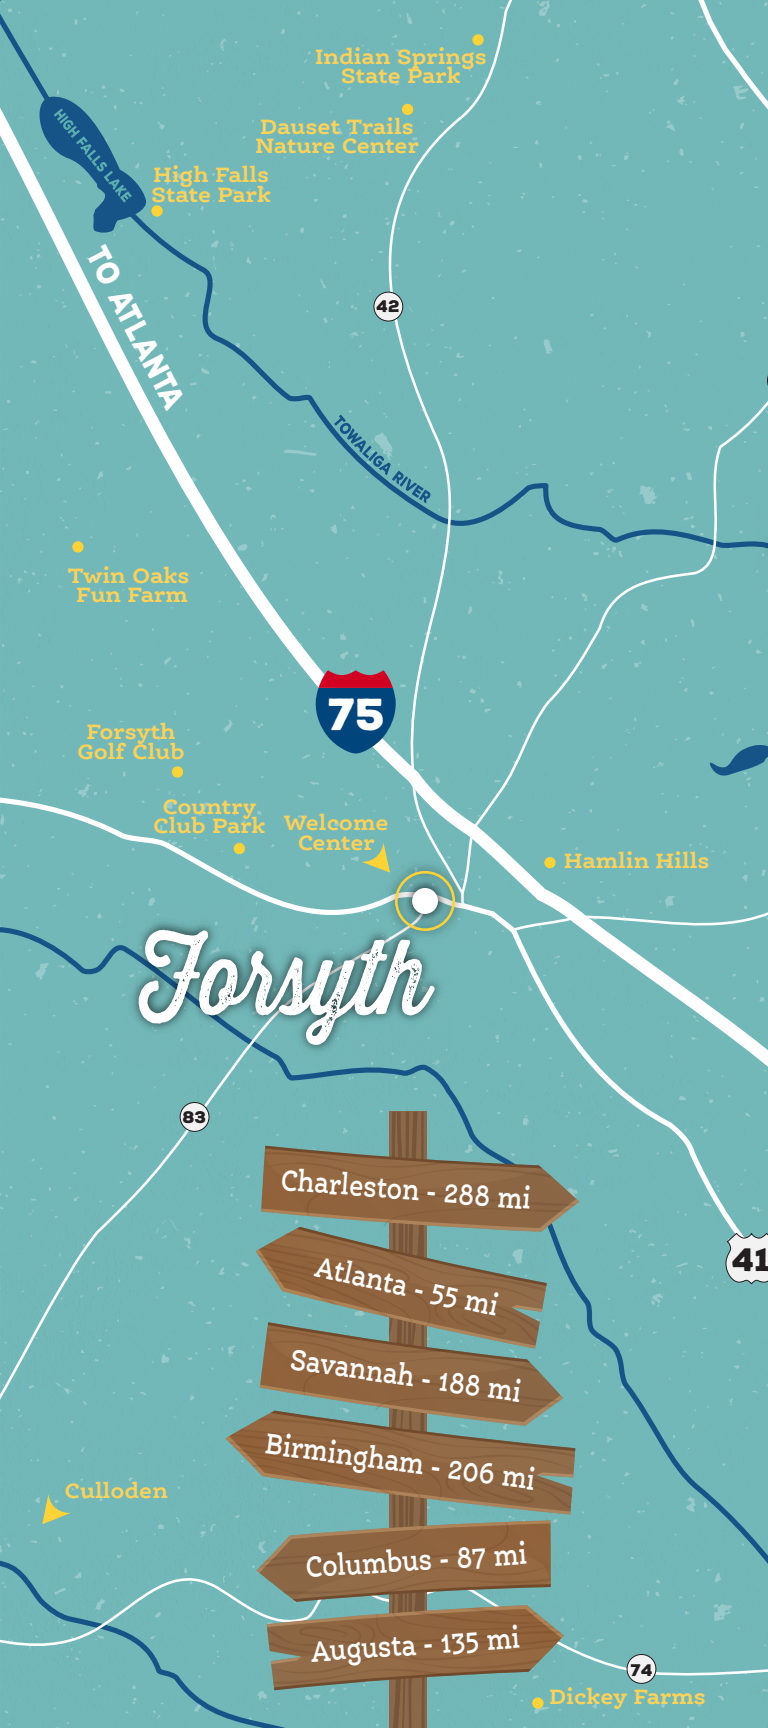 Indian Springs
State Park
Dauset Trails
Nature Center
HIGH FALLS LAKE
High Falls
State Park
TO ATLANTA
42
TOWALIGA RIVER
Twin Oaks
Fun Farm
75
Forsyth
Golf Club
Country
Club Park
Welcome
Center
Hamlin Hills
Forsyth
83
Charleston - 288 mi
41
Atlanta - 55 mi
Savannah - 188 mi
Birmingham - 206 mi
Culloden
Columbus - 87 mi
Augusta - 135 mi
74
Dickey Farms